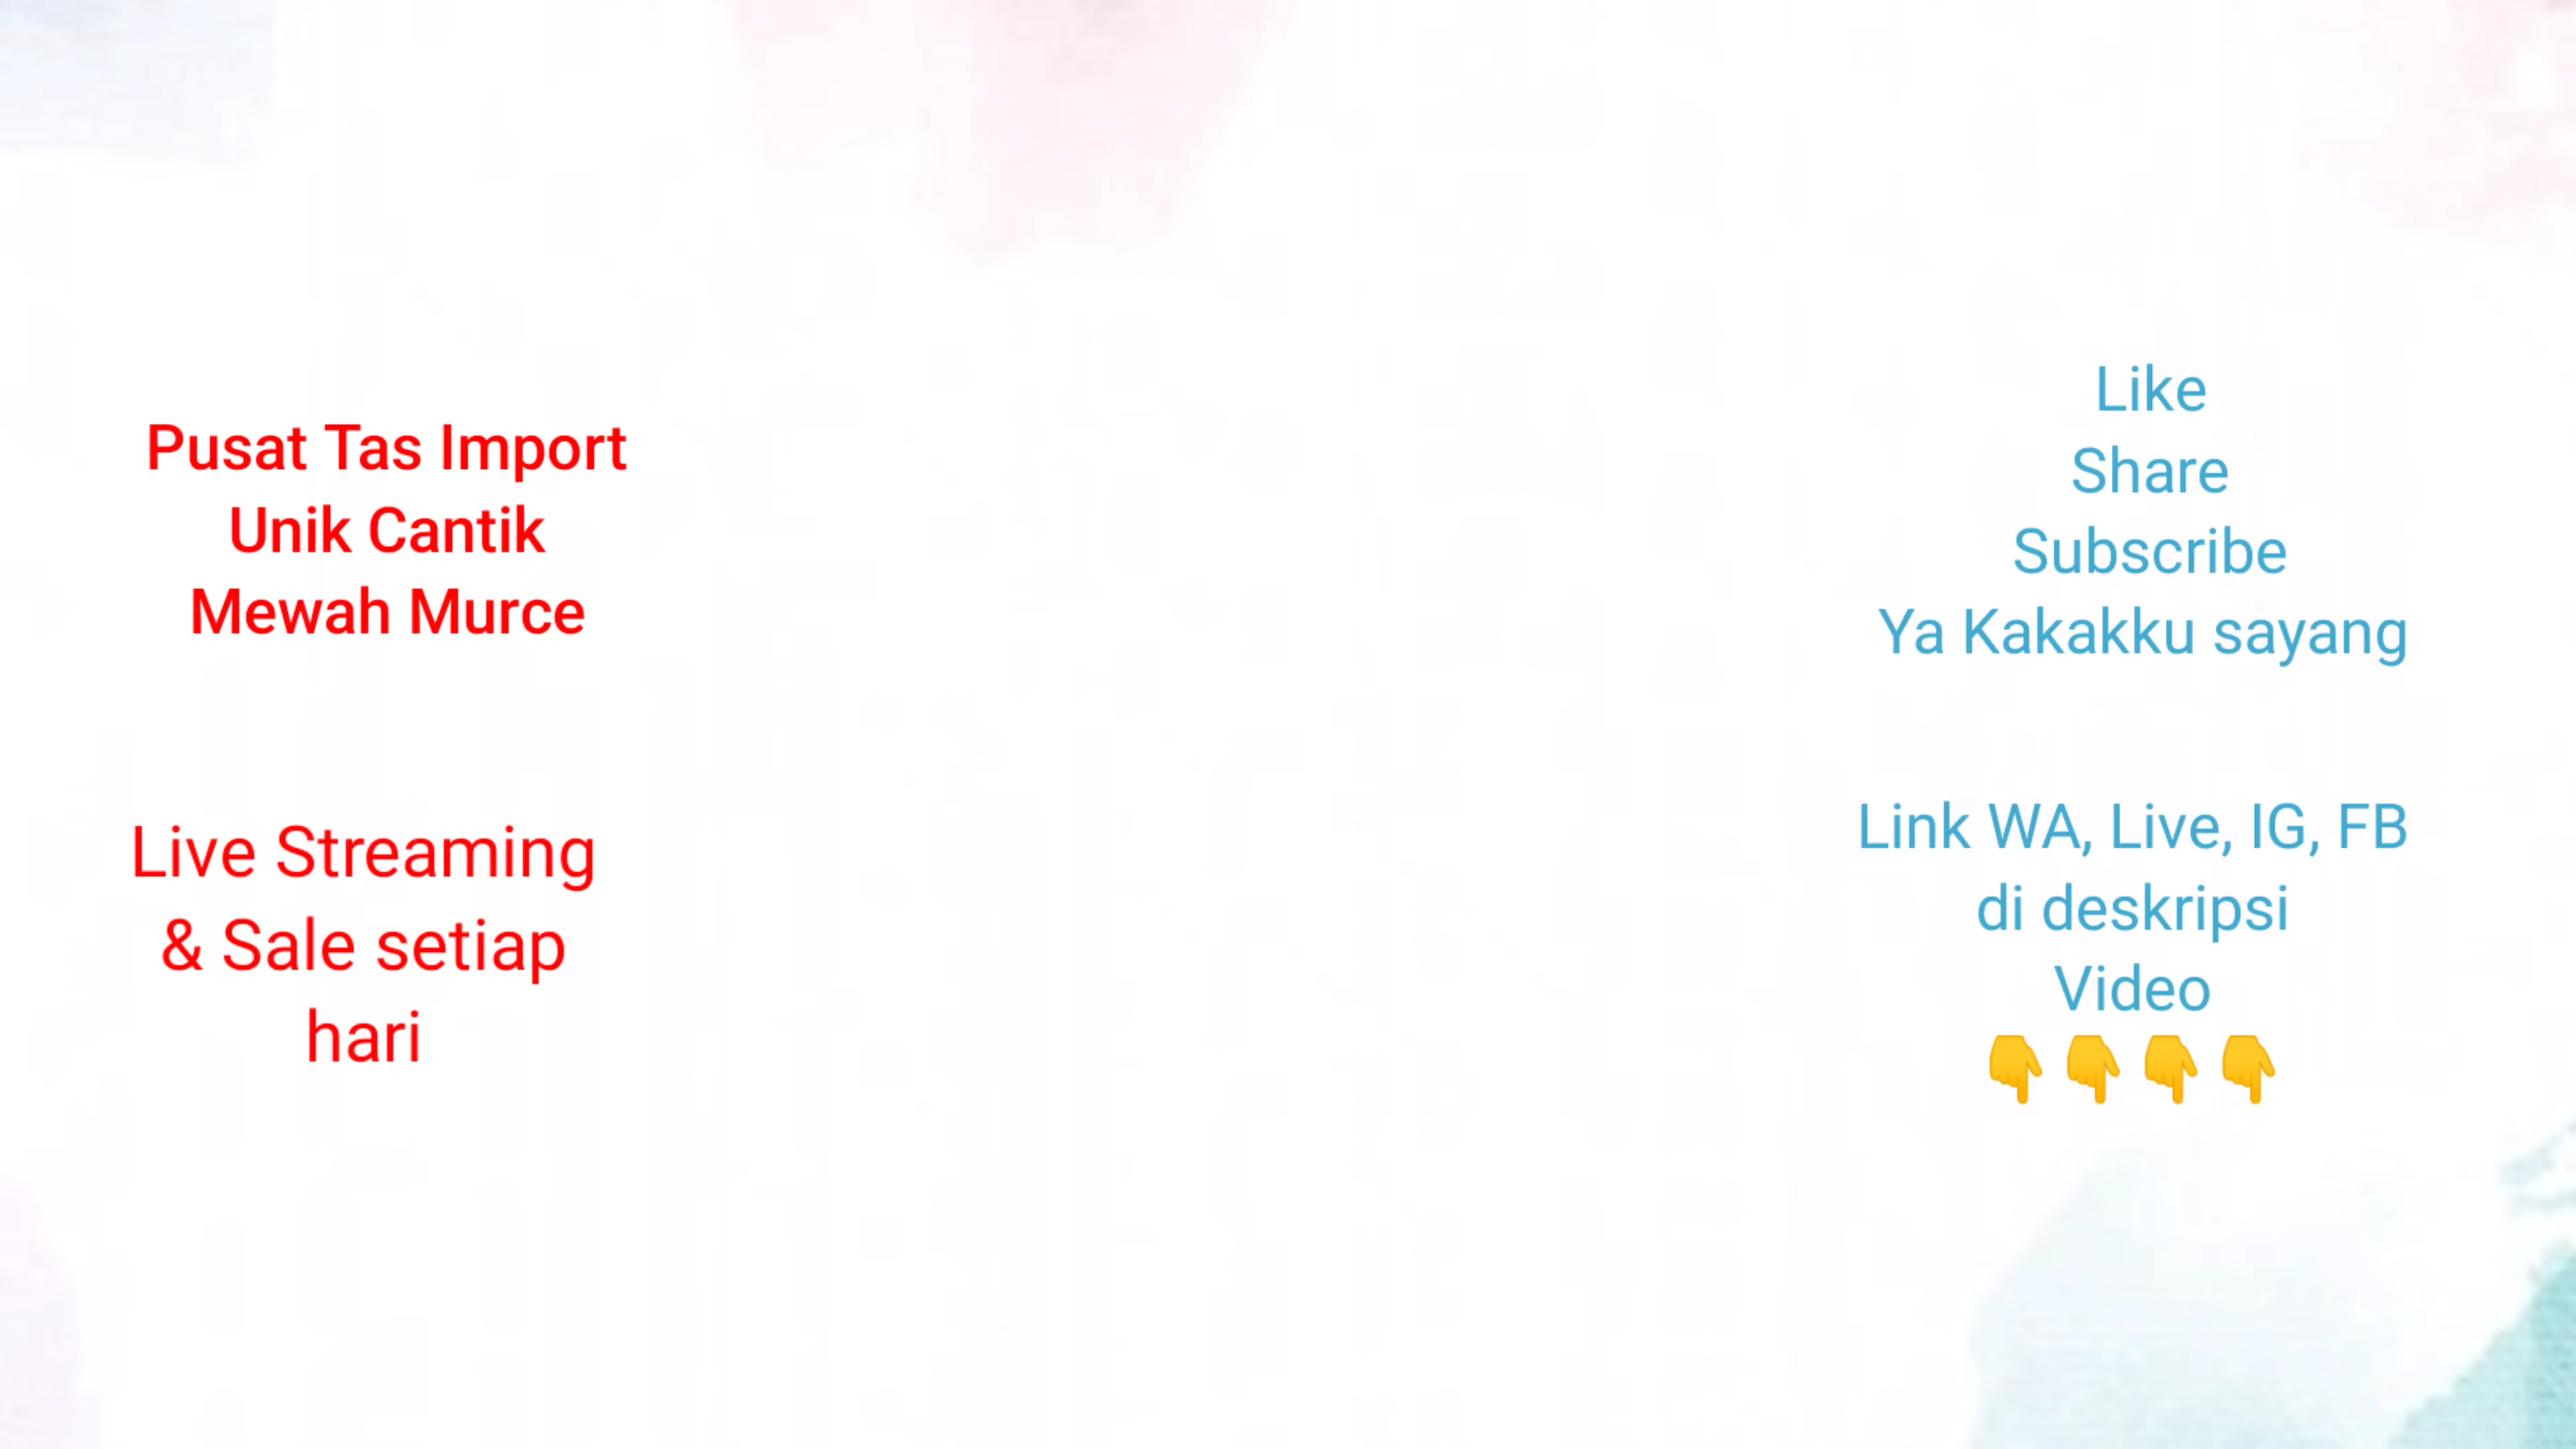 Pusat Tas Import
Unik Cantik
Mewah Murce
Live Streaming
& Sale setiap
hari
Like
Share
Subscribe
Ya Kakakku sayang
Link WA, Live, IG, FB
di deskripsi
Video
👇👇👇👇